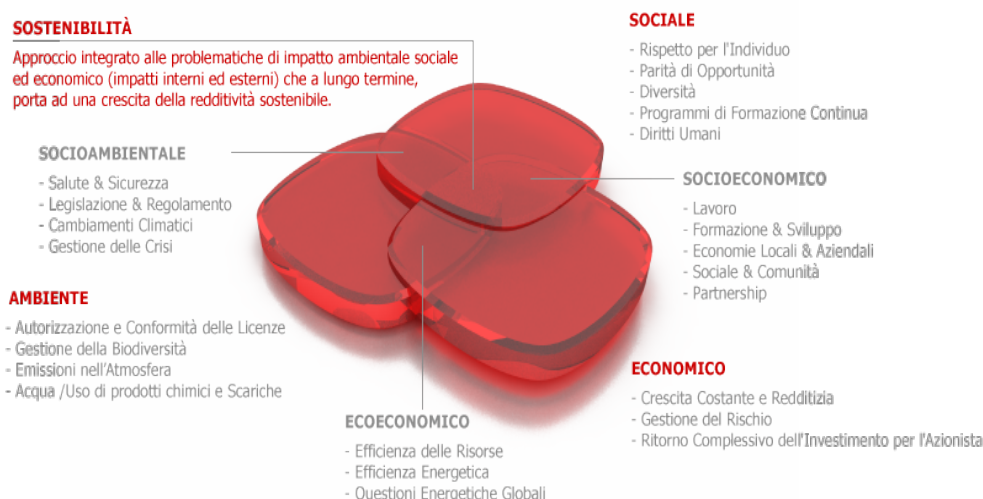 SOSTENIBILITÀ
Approccio integrato alle problematiche di impatto ambientale sociale
ed economico (impatti interni ed esterni) che a lungo termine,
porta ad una crescita della redditività sostenibile.
SOCIALE
- Rispetto per l'Individuo
- Parità di Opportunità
- Diversità
- Programmi di Formazione Continua
- Diritti Umani
SOCIOAMBIENTALE
- Salute & Sicurezza
- Legislazione & Regolamento
- Cambiamenti Climatici
- Gestione delle Crisi
SOCIOECONOMICO
- Lavoro
- Formazione & Sviluppo
- Economie Locali & Aziendali
- Sociale & Comunità
- Partnership
AMBIENTE
- Autorizzazione e Conformità delle Licenze
- Gestione della Biodiversità
- Emissioni nell'Atmosfera
- Acqua /Uso di prodotti chimici e Scariche
ECONOMICO
- Crescita Costante e Redditizia
- Gestione del Rischio
- Ritorno Complessivo dell'Investimento per l'Azionista
ECOECONOMICO
- Efficienza delle Risorse
- Efficienza Energetica
- Questioni Energetiche Globali